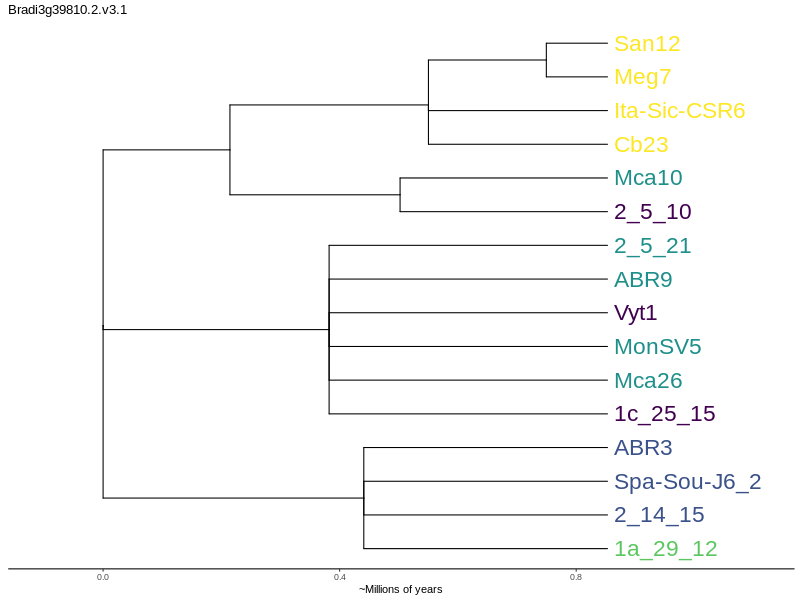 Bradi3g39810.2.v3.1
San12
Meg7
Ita-Sic-CSR6
Cb23
Mca10
2_5_10
2_5_21
ABR9
Vyt1
MonSV5
Mca26
1c_25_15
ABR3
Spa-Sou-J6_2
2_14_15
1a_29_12
0.0 0.4 0.8
~Millions of years